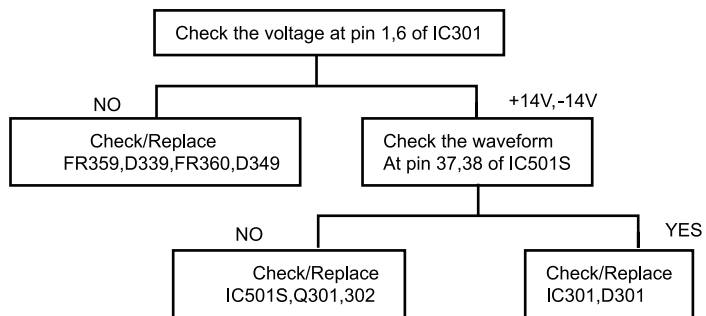 Check the voltage at pin 1,6 of IC301
NO
+14V,-14V
Check/Replace
FR359,D339,FR360,D349
Check the waveform
At pin 37,38 of IC501S
NO
YES
Check/Replace
IC501S,Q301,302
Check/Replace
IC301,D301